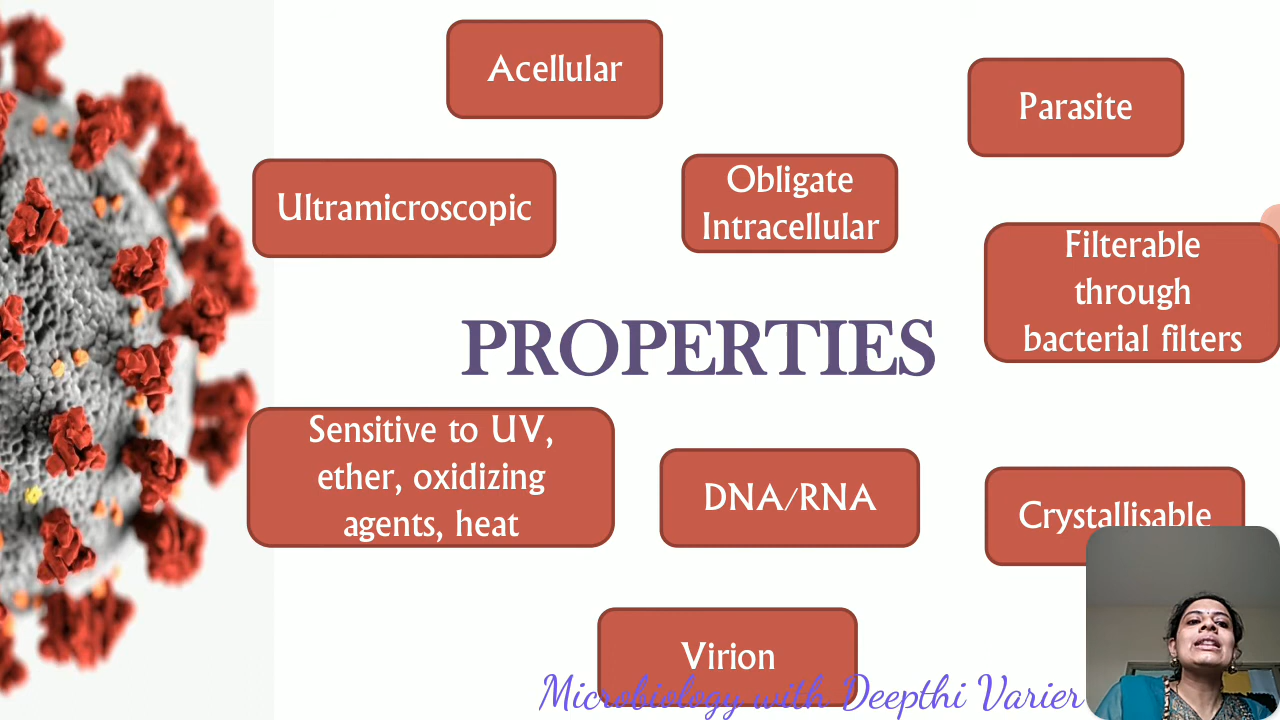 Acellular
Parasite
Ultramicroscopic
Obligate
Intracellular
Filterable
through
bacterial filters
PROPERTIES
Sensitive to UV,
ether, oxidizing
agents, heat
DNA/RNA
Crystallisable
Virion
Microbiology with Deepthi Varier